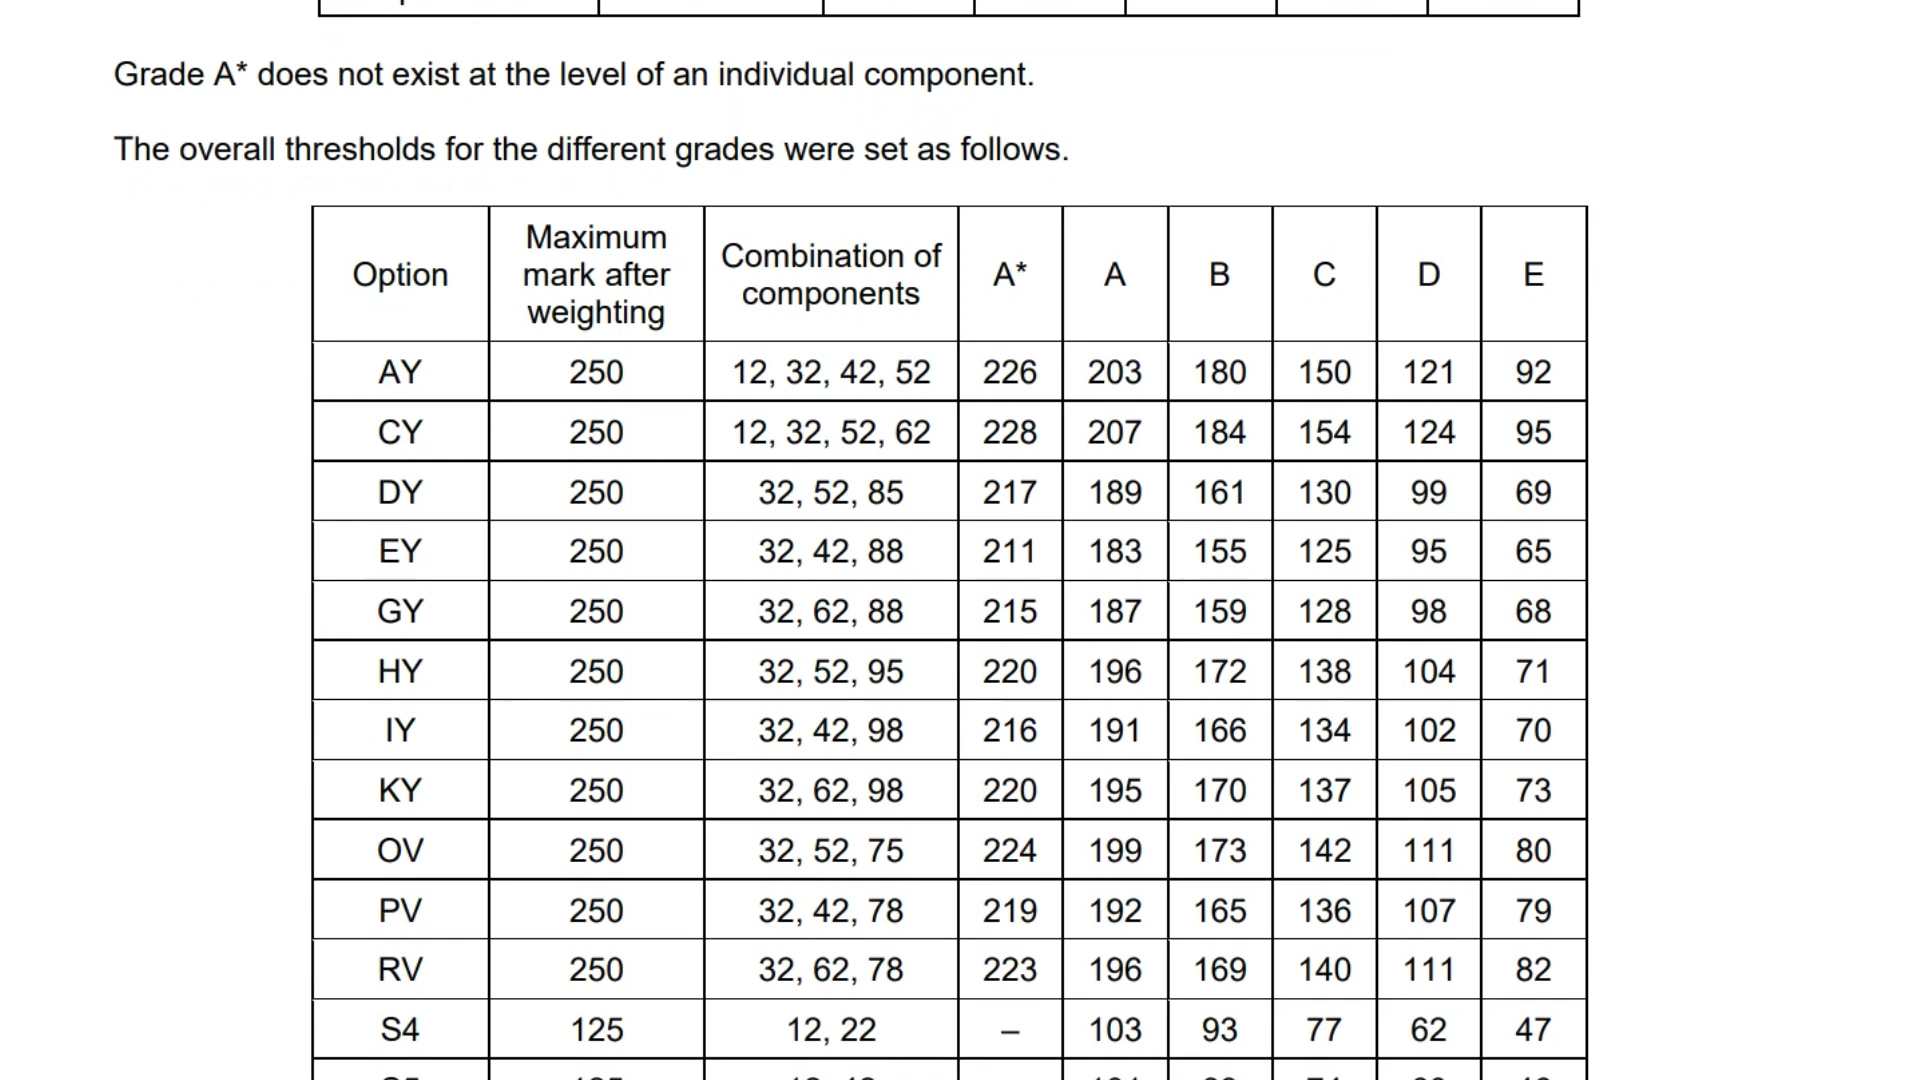 Grade A* does not exist at the level of an individual component.
The overall thresholds for the different grades were set as follows.
Option Maximum mark after weighting Combination of components A* A B C D E
AY 250 12, 32, 42, 52 226 203 180 150 121 92
CY 250 12, 32, 52, 62 228 207 184 154 124 95
DY 250 32, 52, 85 217 189 161 130 99 69
EY 250 32, 42, 88 211 183 155 125 95 65
GY 250 32, 62, 88 215 187 159 128 98 68
HY 250 32, 52, 95 220 196 172 138 104 71
IY 250 32, 42, 98 216 191 166 134 102 70
KY 250 32, 62, 98 220 195 170 137 105 73
OV 250 32, 52, 75 224 199 173 142 111 80
PV 250 32, 42, 78 219 192 165 136 107 79
RV 250 32, 62, 78 223 196 169 140 111 82
S4 125 12, 22 – 103 93 77 62 47